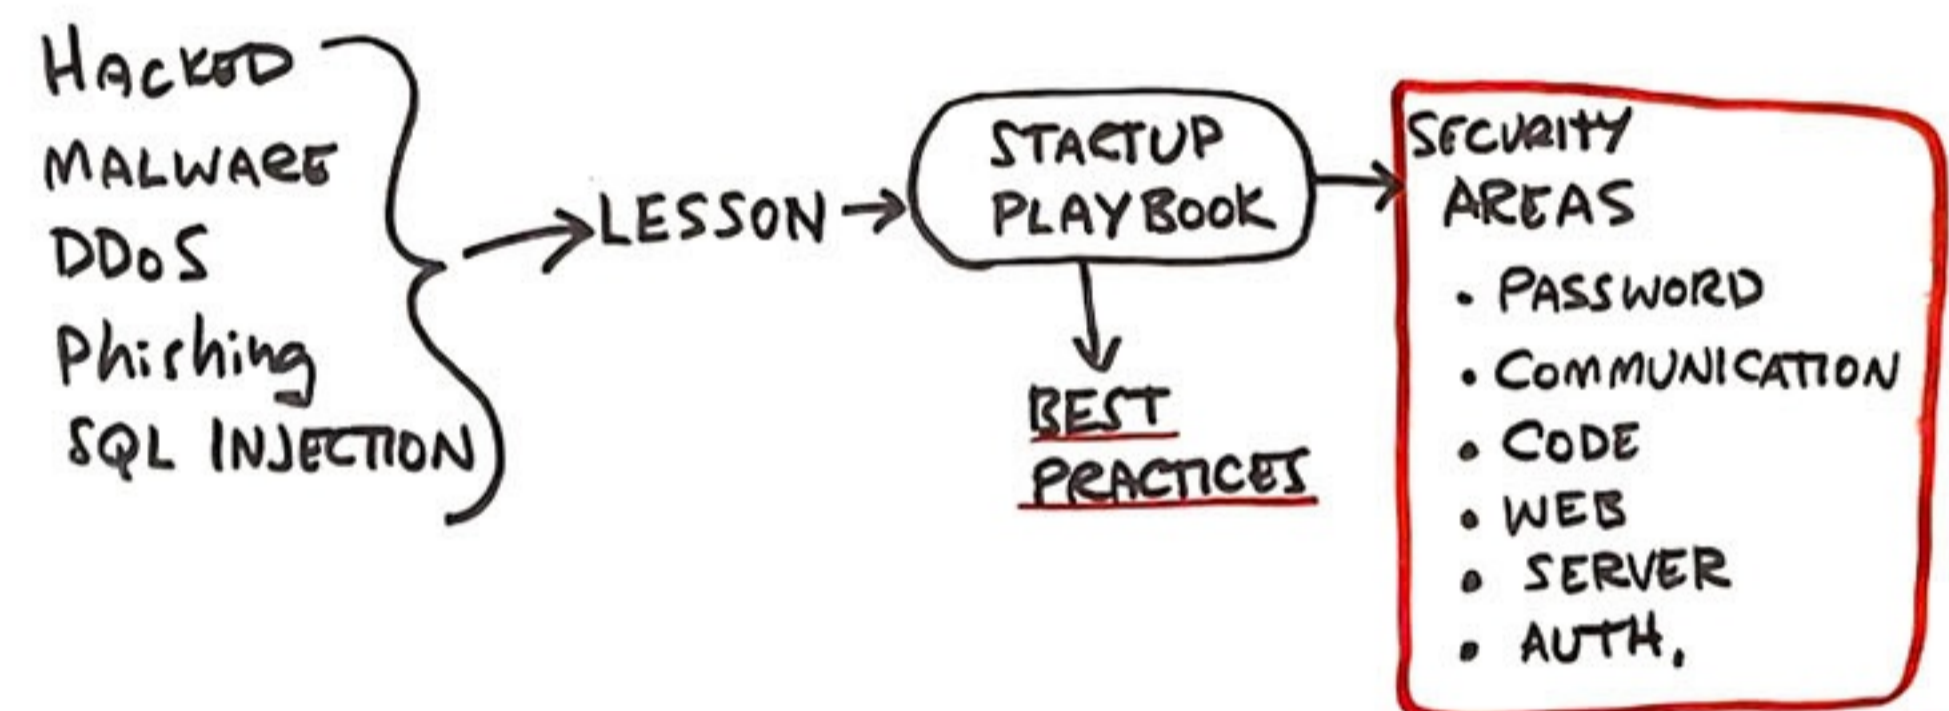 HACKED
MALWARE
DDoS
Phishing
SQL INJECTION
LESSON
STARTUP
PLAYBOOK
BEST
PRACTICES
SECURITY
AREAS
• PASSWORD
• COMMUNICATION
• CODE
• WEB
• SERVER
• AUTH.